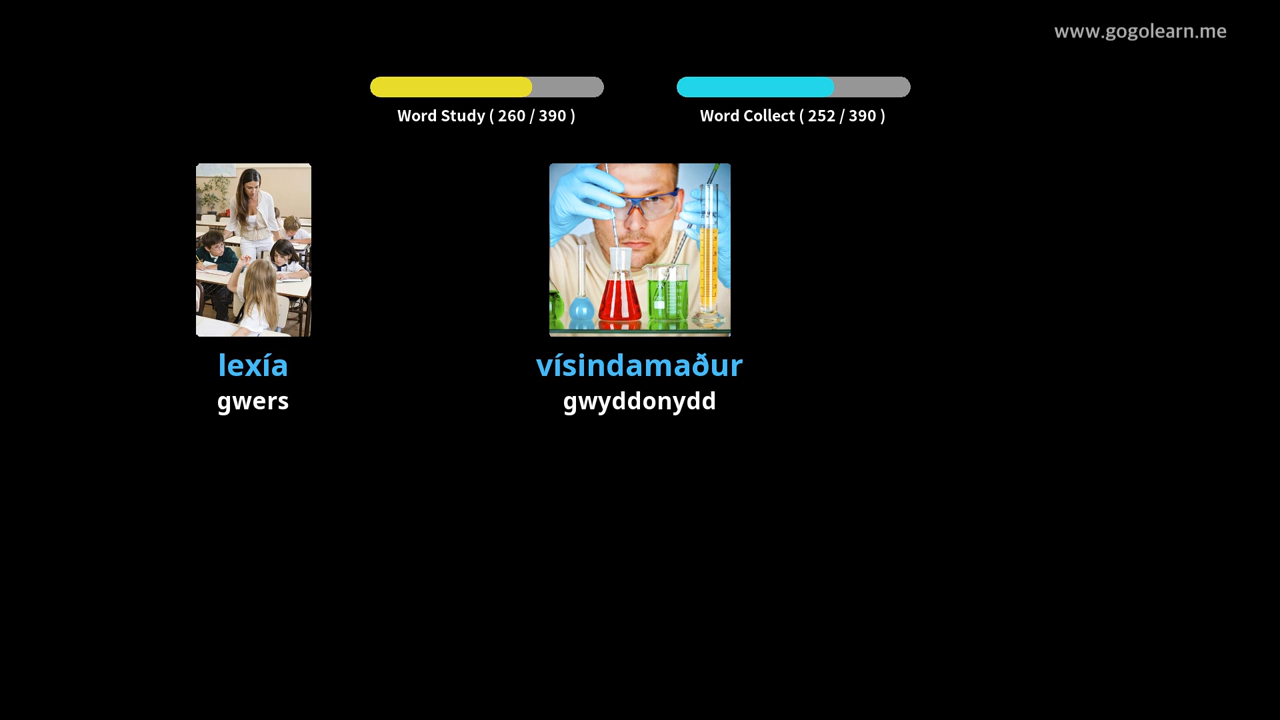 www.gogolearn.me
Word Study ( 260 / 390 )
Word Collect ( 252 / 390 )
lexía
vísindamaður
gwers
gwyddonydd